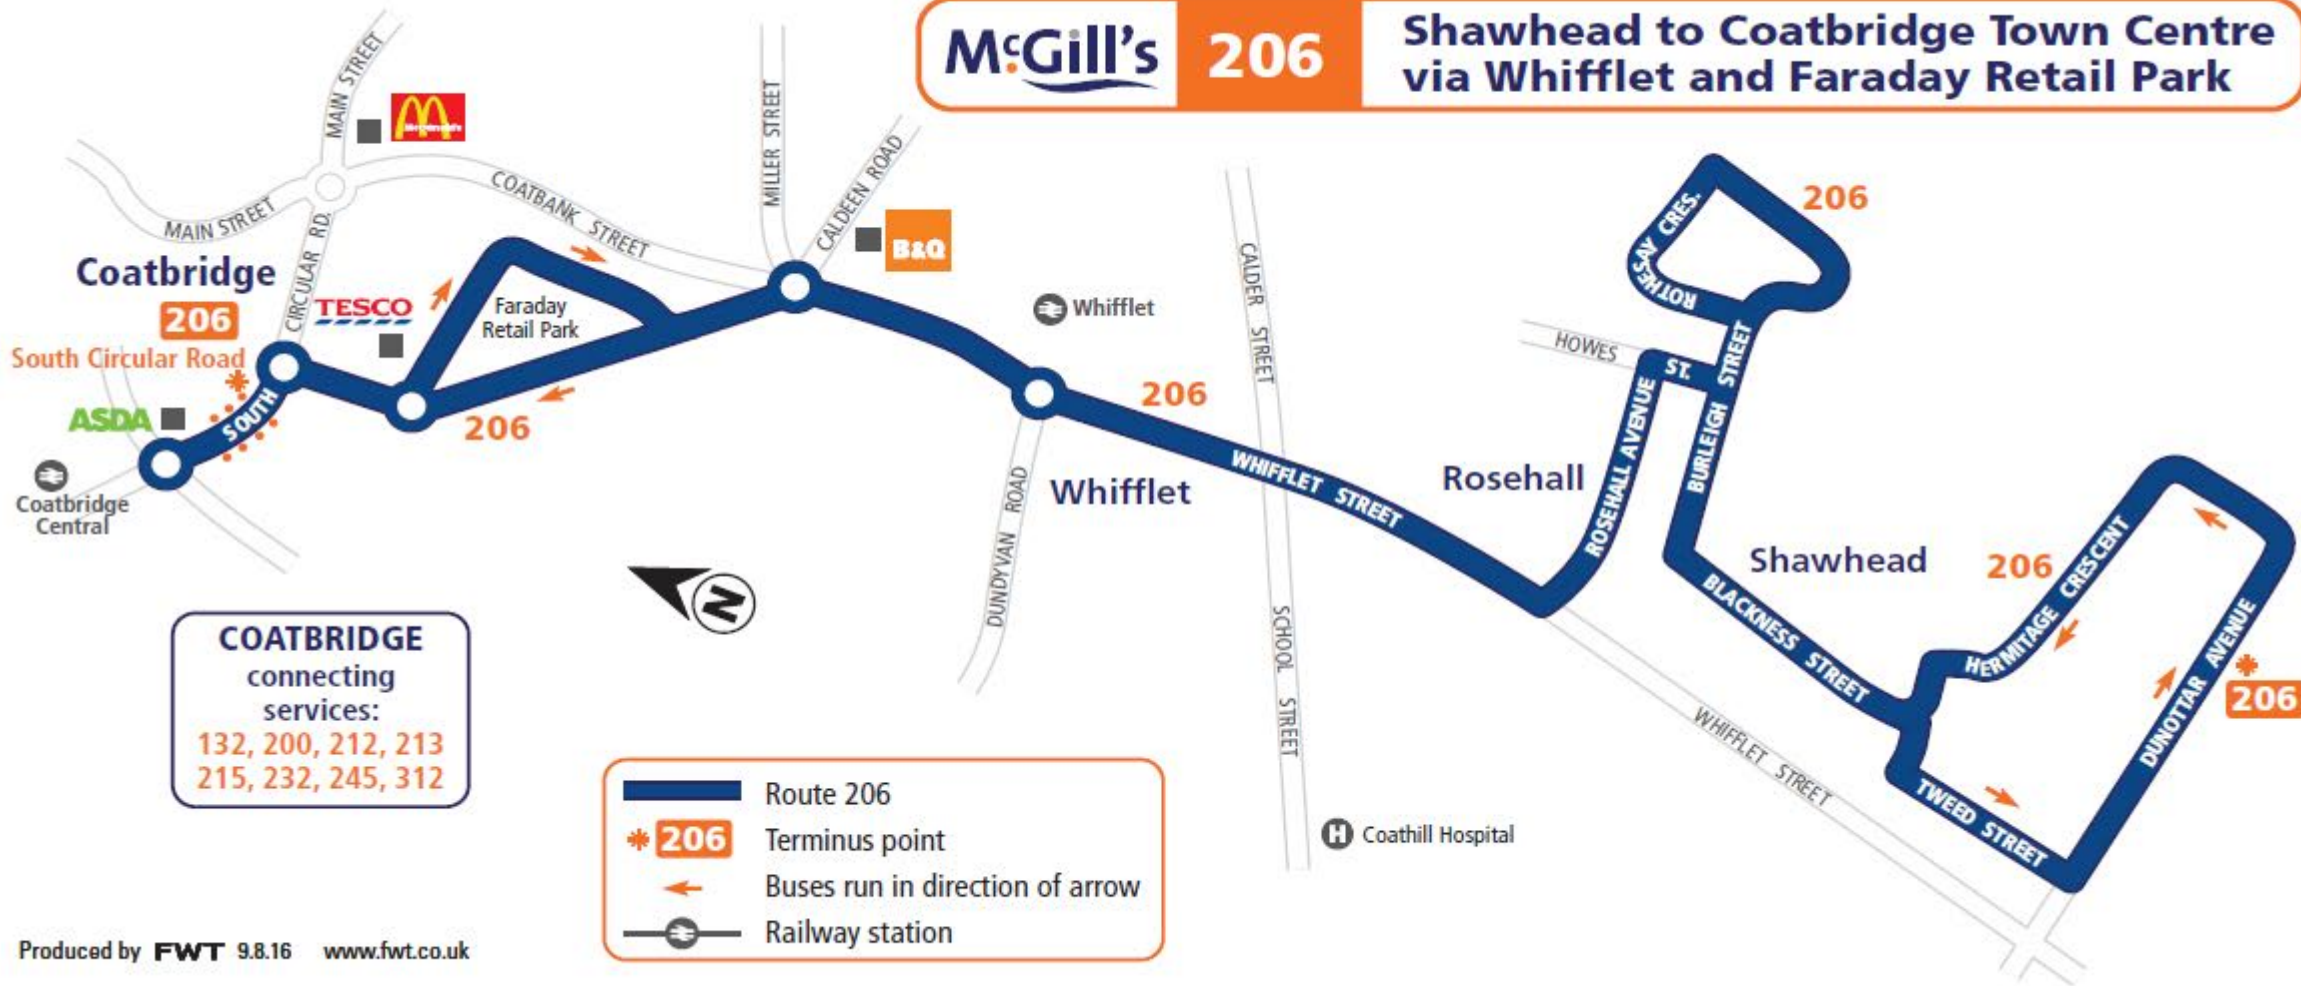 McGill's
206
Shawhead to Coatbridge Town Centre
via Whifflet and Faraday Retail Park
MAIN STREET
McDonald's
MAIN STREET
COATBANK STREET
MILLER STREET
CALDEEN ROAD
B&Q
CIRCULAR RD.
Coatbridge
206
South Circular Road
TESCO
Faraday
Retail Park
206
ASDA
SOUTH
Coatbridge
Central
Whifflet
206
CALDER STREET
DUNDYVAN ROAD
Whifflet
WHIFFLET STREET
SCHOOL STREET
Coathill Hospital
H
Rosehall
ROSEHALL AVENUE
HOWES ST.
BURLEIGH STREET
ROTHESAY CRES.
206
Shawhead
BLACKNESS STREET
206
HERMITAGE CRESCENT
DUNOTTAR AVENUE
206
TWEED STREET
WHIFFLET STREET
N
COATBRIDGE
connecting
services:
132, 200, 212, 213
215, 232, 245, 312
Route 206
206 Terminus point
Buses run in direction of arrow
Railway station
Produced by FWT 9.8.16 www.fwt.co.uk